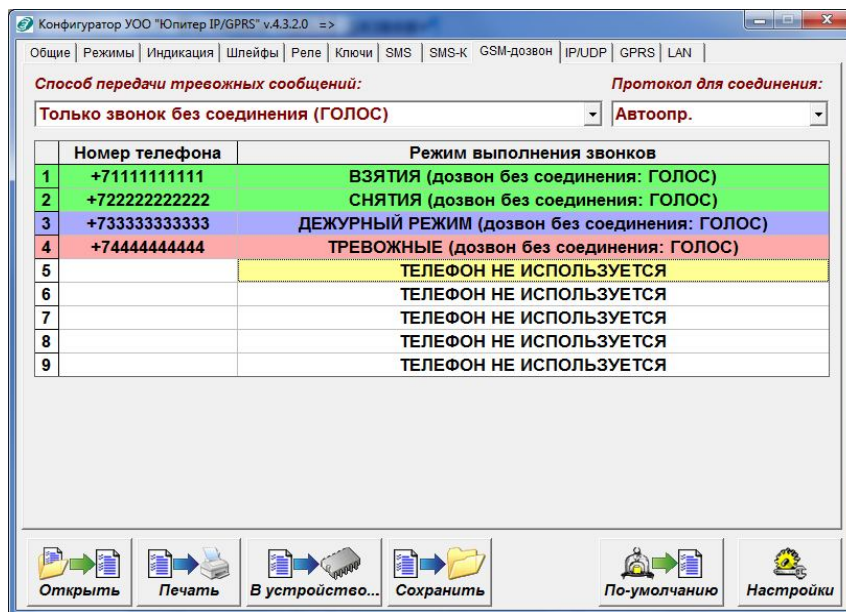 Конфигуратор УОО "Юпитер IP/GPRS" v.4.3.2.0 =>
Общие Режимы Индикация Шлейфы Реле Ключи SMS SMS-К GSM-дозвон IP/UDP GPRS LAN
Способ передачи тревожных сообщений: Протокол для соединения:
Только звонок без соединения (ГОЛОС) Автоопр.
Номер телефона Режим выполнения звонков
1 +71111111111 ВЗЯТИЯ (дозвон без соединения: ГОЛОС)
2 +722222222222 СНЯТИЯ (дозвон без соединения: ГОЛОС)
3 +733333333333 ДЕЖУРНЫЙ РЕЖИМ (дозвон без соединения: ГОЛОС)
4 +74444444444 ТРЕВОЖНЫЕ (дозвон без соединения: ГОЛОС)
5 ТЕЛЕФОН НЕ ИСПОЛЬЗУЕТСЯ
6 ТЕЛЕФОН НЕ ИСПОЛЬЗУЕТСЯ
7 ТЕЛЕФОН НЕ ИСПОЛЬЗУЕТСЯ
8 ТЕЛЕФОН НЕ ИСПОЛЬЗУЕТСЯ
9 ТЕЛЕФОН НЕ ИСПОЛЬЗУЕТСЯ
Открыть Печать В устройство... Сохранить По-умолчанию Настройки